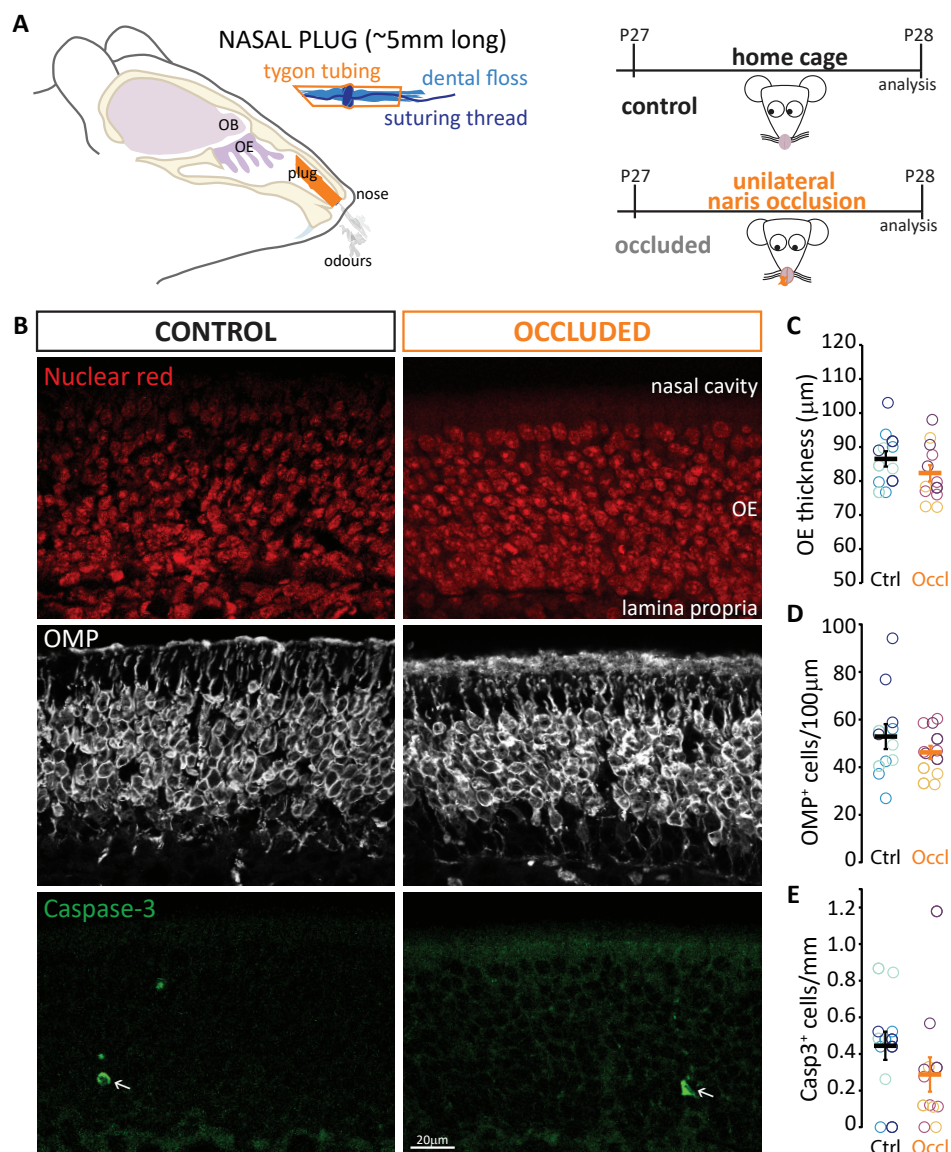 A
NASAL PLUG (~5mm long)
tygon tubing
dental floss
suturing thread
OB
OE
plug
nose
odours
P27
P28
home cage
analysis
control
P27
P28
unilateral
naris occlusion
analysis
occluded
B
CONTROL
OCCLUDED
Nuclear red
nasal cavity
OE
lamina propria
OMP
Caspase-3
20μm
C
OE thickness (μm)
120
110
100
90
80
70
60
50
Ctrl
Occl
D
OMP⁺ cells/100μm
100
80
60
40
20
0
Ctrl
Occl
E
Casp3⁺ cells/mm
1.2
1.0
0.8
0.6
0.4
0.2
0
Ctrl
Occl